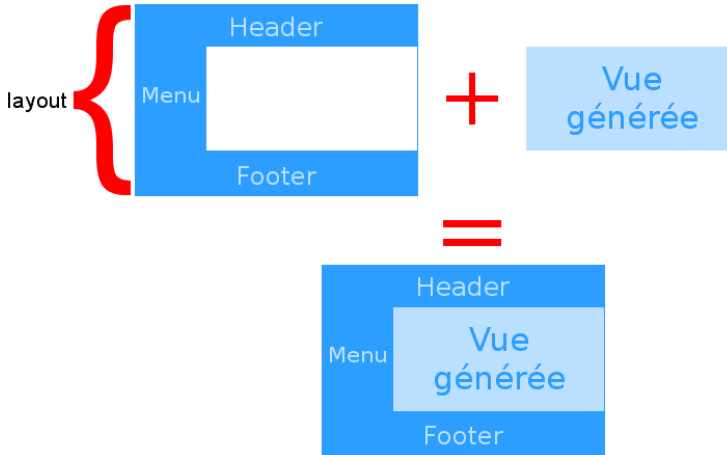 Header
layout
Menu
Footer
+
Vue
générée
=
Header
Menu
Vue
générée
Footer